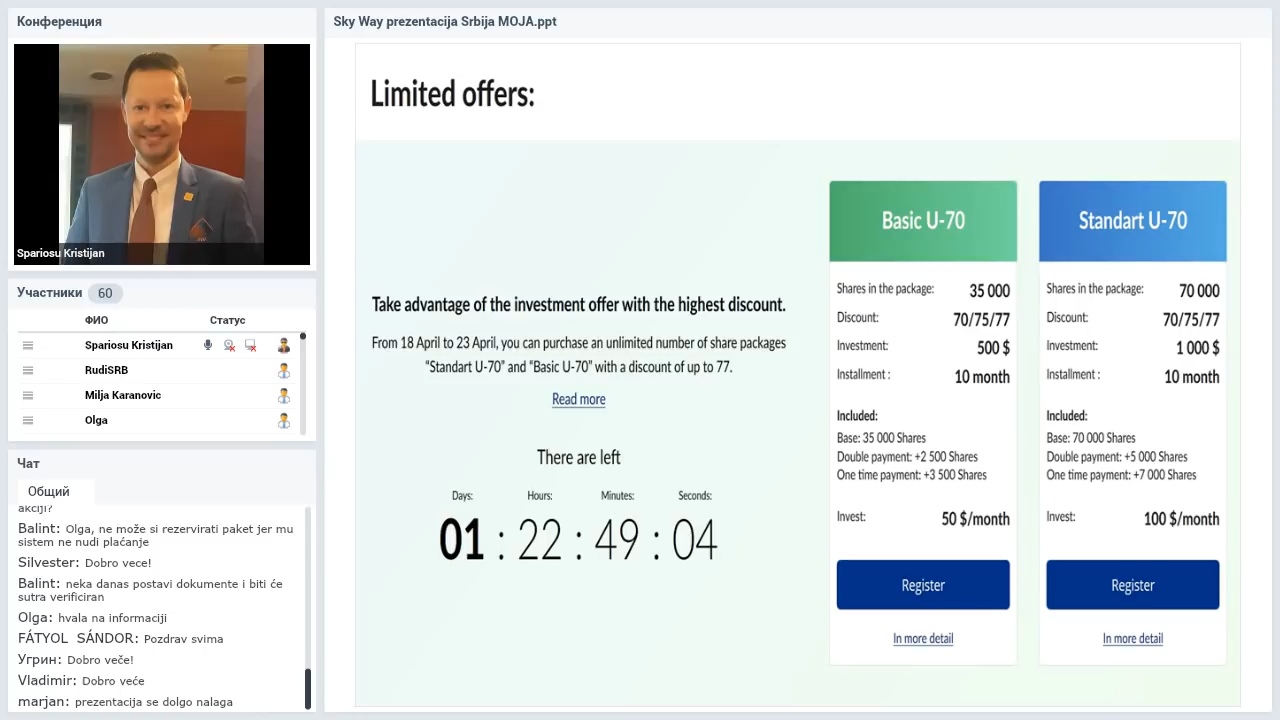 Конференция
Spariosu Kristijan
Участники 60
ФИО Статус
Spariosu Kristijan
RudiSRB
Milja Karanovic
Olga
Чат
Общий
akciji?
Balint: Olga, ne može si rezervirati paket jer mu
sistem ne nudi plaćanje
Silvester: Dobro vece!
Balint: neka danas postavi dokumente i biti će
sutra verificiran
Olga: hvala na informaciji
FÁTYOL SÁNDOR: Pozdrav svima
Угрин: Dobro veče!
Vladimir: Dobro veće
marjan: prezentacija se dolgo nalaga
Sky Way prezentacija Srbija MOJA.ppt
Limited offers:
Take advantage of the investment offer with the highest discount.
From 18 April to 23 April, you can purchase an unlimited number of share packages
“Standart U-70” and “Basic U-70” with a discount of up to 77.
Read more
There are left
Days: Hours: Minutes: Seconds:
01 : 22 : 49 : 04
Basic U-70
Shares in the package: 35 000
Discount: 70/75/77
Investment: 500 $
Installment : 10 month
Included:
Base: 35 000 Shares
Double payment: +2 500 Shares
One time payment: +3 500 Shares
Invest: 50 $/month
Register
In more detail
Standart U-70
Shares in the package: 70 000
Discount: 70/75/77
Investment: 1 000 $
Installment : 10 month
Included:
Base: 70 000 Shares
Double payment: +5 000 Shares
One time payment: +7 000 Shares
Invest: 100 $/month
Register
In more detail